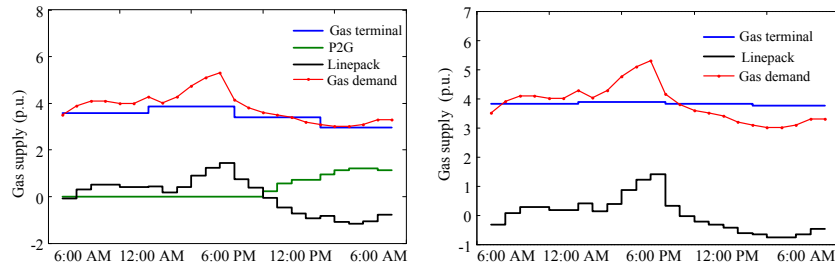 8
6
4
2
0
-2
Gas supply (p.u.)
Gas terminal
P2G
Linepack
Gas demand
6:00 AM 12:00 AM 6:00 PM 12:00 PM 6:00 AM
7
6
5
4
3
2
1
0
-1
Gas supply (p.u.)
Gas terminal
Linepack
Gas demand
6:00 AM 12:00 AM 6:00 PM 12:00 PM 6:00 AM